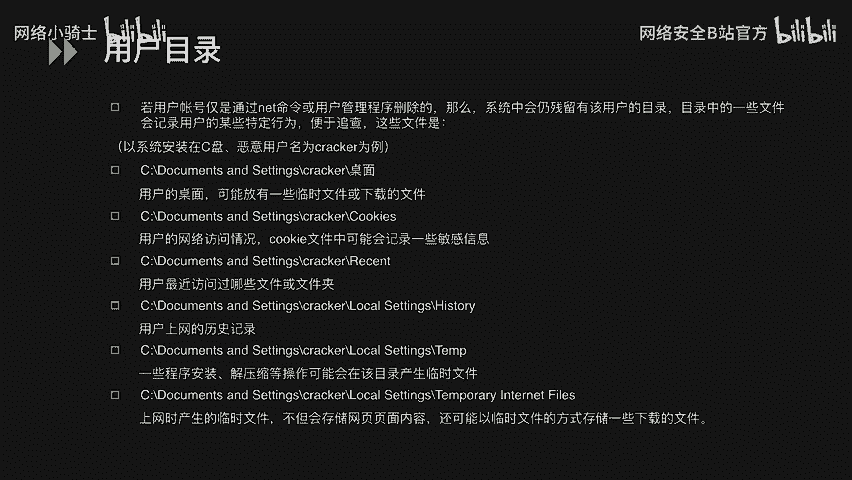 网络小骑士 bilibili
网络安全B站官方 bilibili
用户目录
若用户帐号仅是通过net命令或用户管理程序删除的，那么，系统中会仍残留有该用户的目录，目录中的一些文件
会记录用户的某些特定行为，便于追查，这些文件是：
（以系统安装在C盘、恶意用户名为cracker为例）
C:\Documents and Settings\cracker\桌面
用户的桌面，可能放有一些临时文件或下载的文件
C:\Documents and Settings\cracker\Cookies
用户的网络访问情况，cookie文件中可能会记录一些敏感信息
C:\Documents and Settings\cracker\Recent
用户最近访问过哪些文件或文件夹
C:\Documents and Settings\cracker\Local Settings\History
用户上网的历史记录
C:\Documents and Settings\cracker\Local Settings\Temp
一些程序安装、解压缩等操作可能会在该目录产生临时文件
C:\Documents and Settings\cracker\Local Settings\Temporary Internet Files
上网时产生的临时文件，不但会存储网页页面内容，还可能以临时文件的方式存储一些下载的文件。